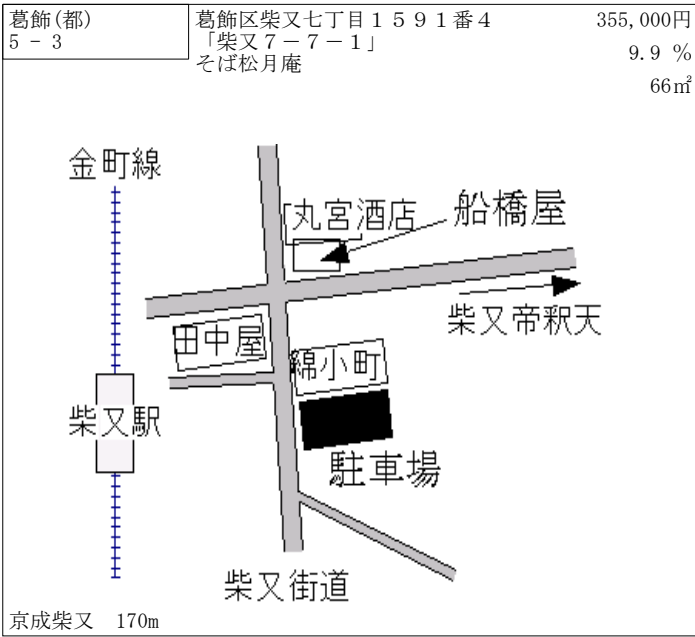 葛飾(都)
5 - 3
葛飾区柴又七丁目１５９１番４
「柴又７－７－１」
そば松月庵
355,000円
9.9 %
66㎡
金町線
丸宮酒店
船橋屋
柴又帝釈天
田中屋
綿小町
柴又駅
駐車場
柴又街道
京成柴又 170m